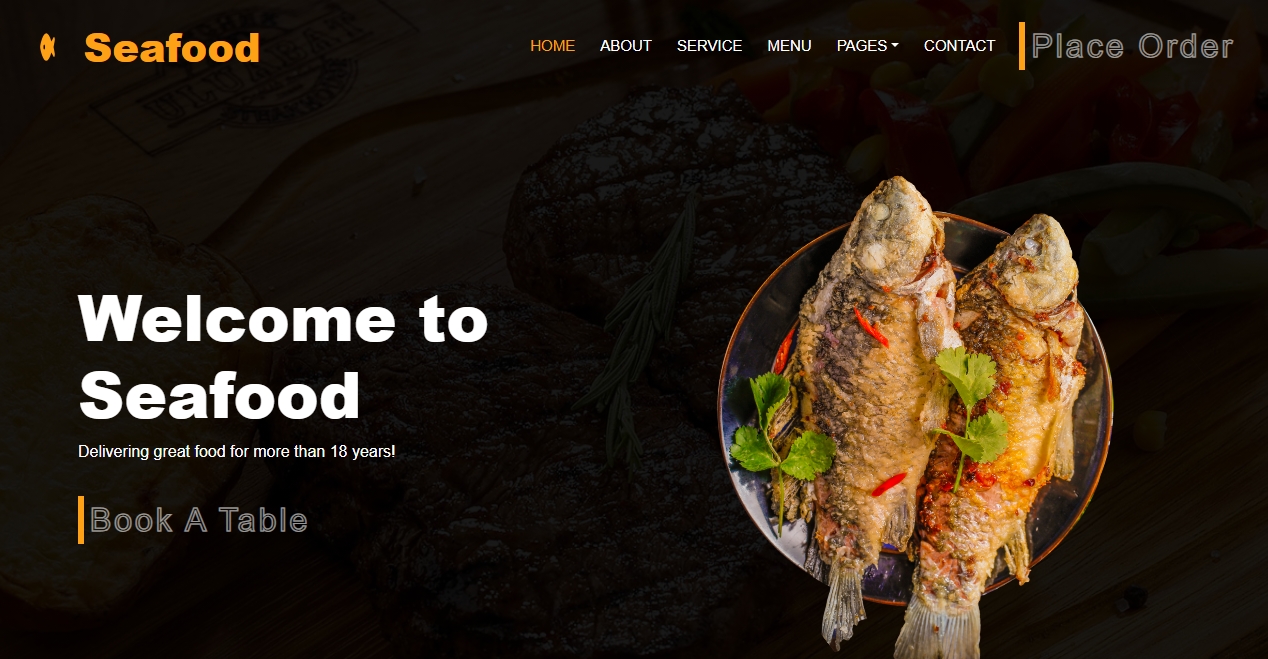 Seafood
HOME ABOUT SERVICE MENU PAGES CONTACT
Place Order
Welcome to
Seafood
Delivering great food for more than 18 years!
Book A Table